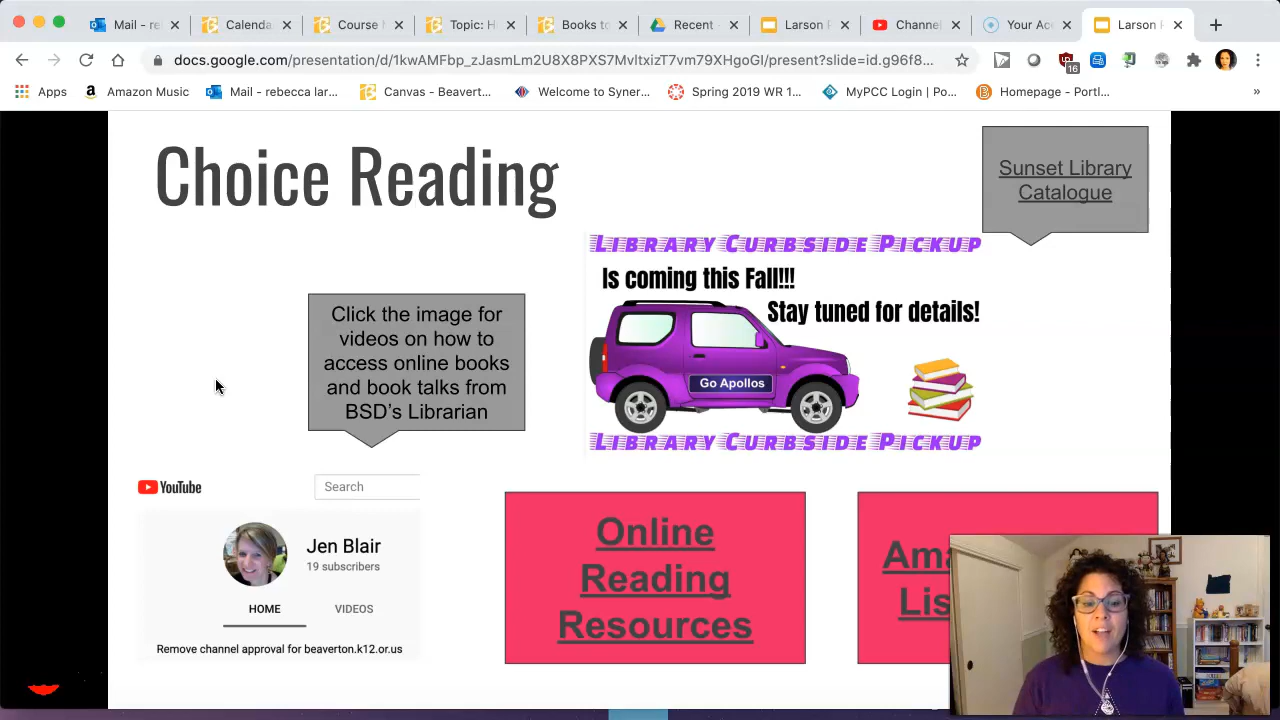 Mail - re
Calenda
Course
Topic: H
Books to
Recent
Larson
Channel
Your Acc
Larson
docs.google.com/presentation/d/1kwAMFbp_zJasmLm2U8X8PXS7MvltxizT7vm79XHgoGI/present?slide=id.g96f8...
16
Apps
Amazon Music
Mail - rebecca lar...
Canvas - Beavert...
Welcome to Syner...
Spring 2019 WR 1...
MyPCC Login | Po...
Homepage - Portl...
»
Choice Reading
Sunset Library
Catalogue
LIBRARY CURBSIDE PICKUP
Is coming this Fall!!!
Stay tuned for details!
Go Apollos
LIBRARY CURBSIDE PICKUP
Click the image for
videos on how to
access online books
and book talks from
BSD's Librarian
YouTube
Search
Jen Blair
19 subscribers
HOME
VIDEOS
Remove channel approval for beaverton.k12.or.us
Online
Reading
Resources
Ama
Lis